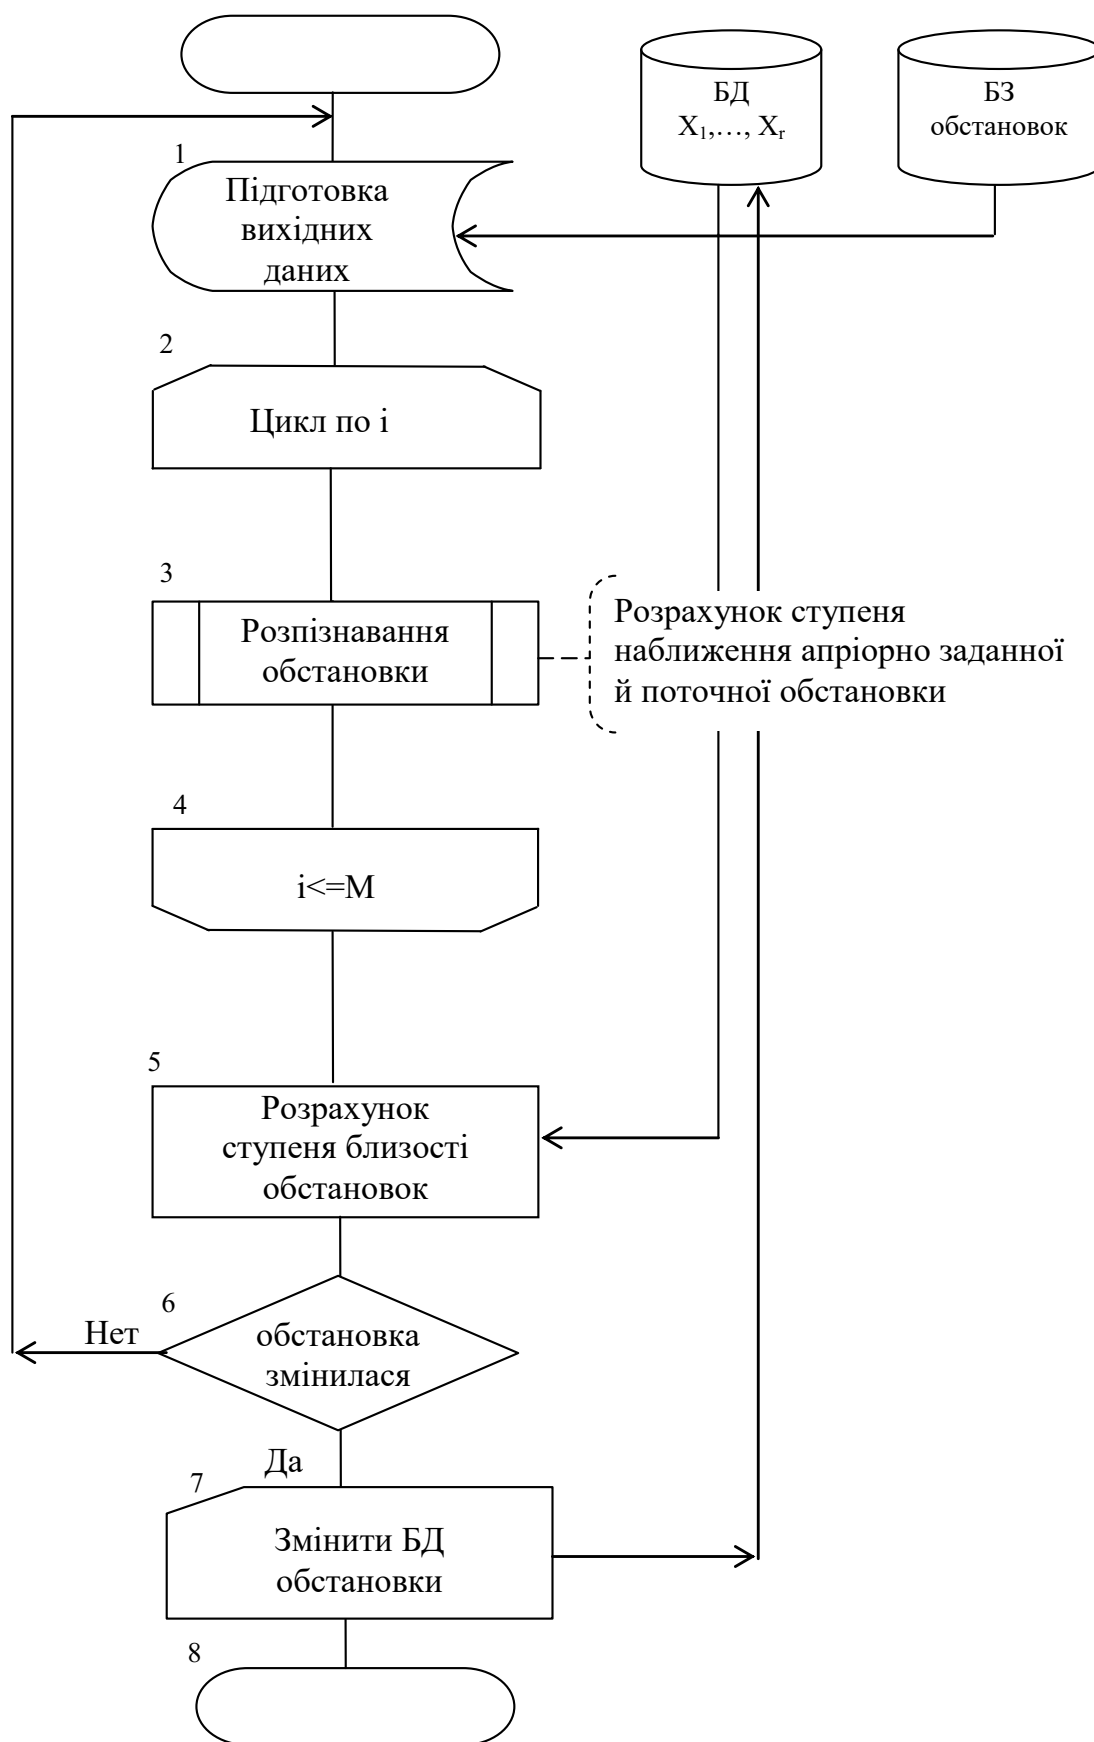 БД
X1,…, Xr
БЗ
обстановок
1
Підготовка
вихідних
даних
2
Цикл по і
3
Розпізнавання
обстановки
Розрахунок ступеня
наближення апріорно заданної
й поточної обстановки
4
i<=M
5
Розрахунок
ступеня близості
обстановок
6
Нет
обстановка
змінилася
Да
7
Змінити БД
обстановки
8